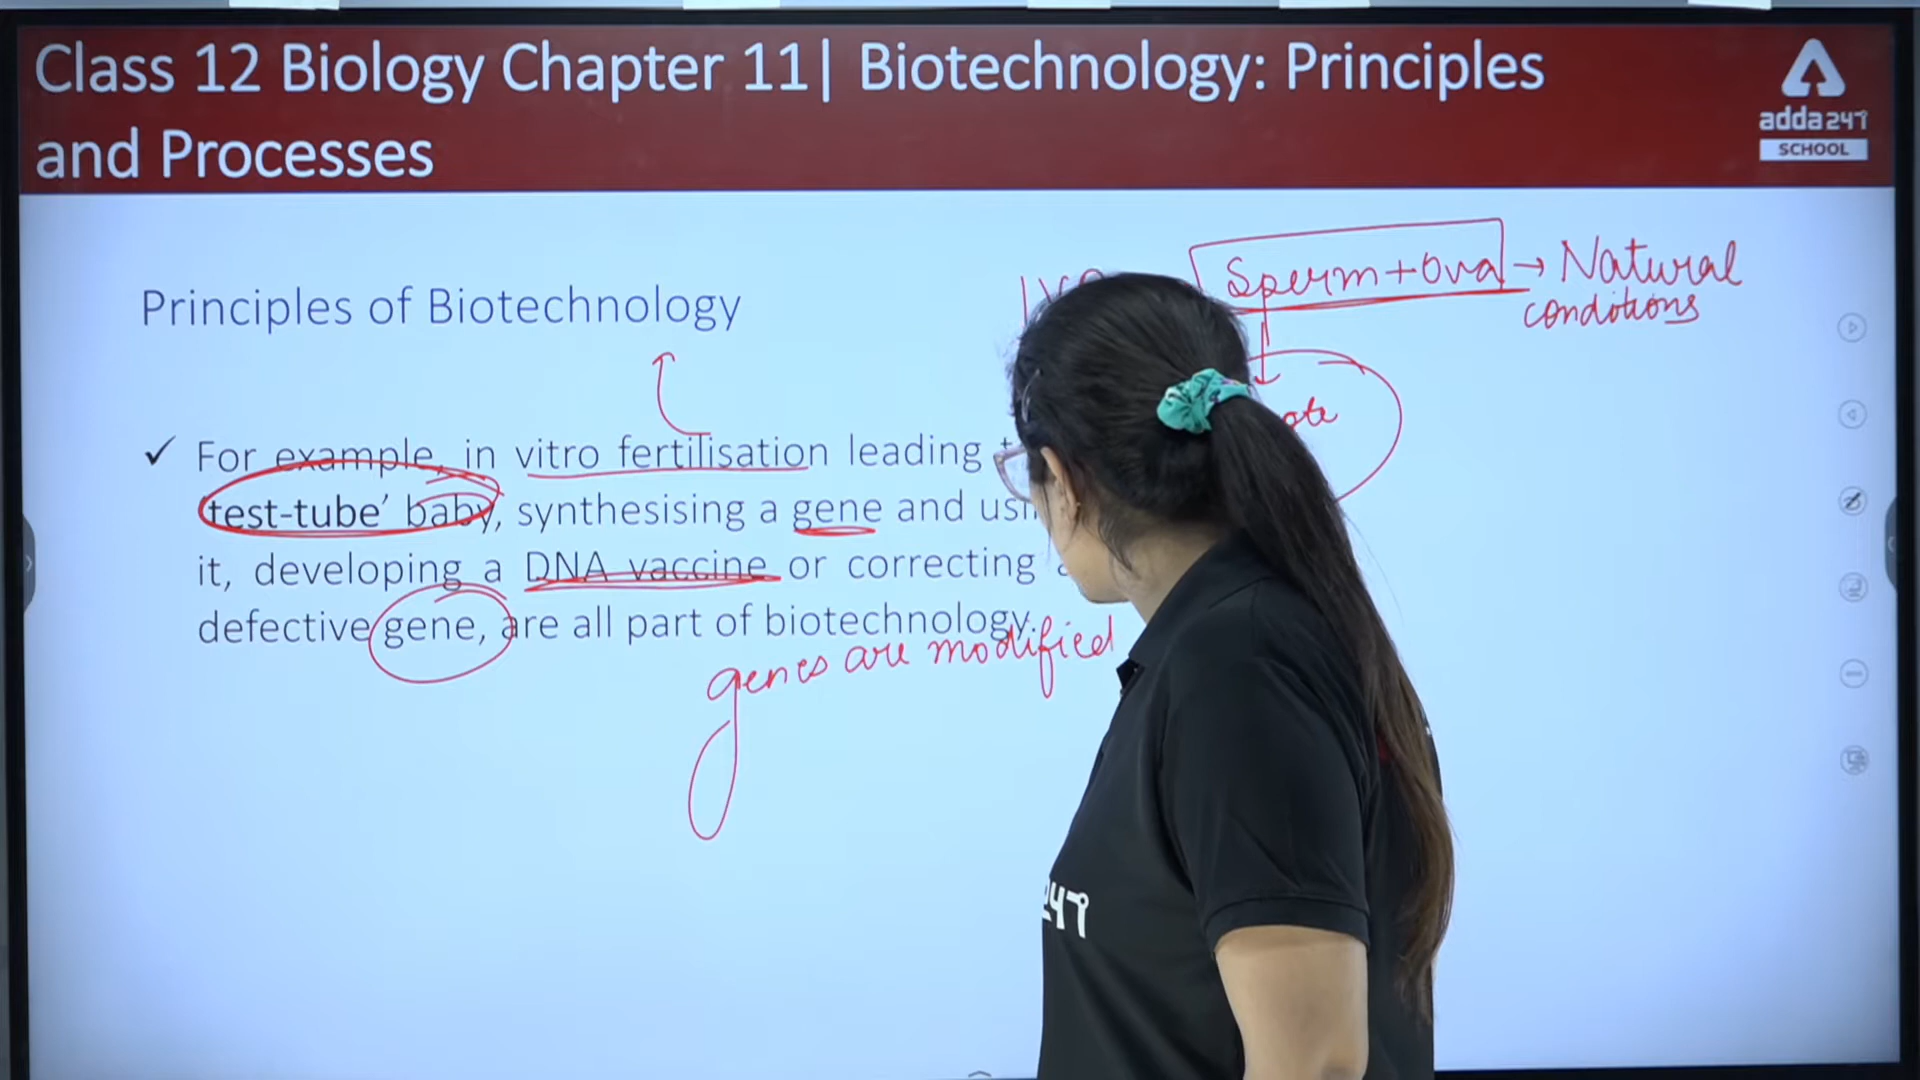 Class 12 Biology Chapter 11| Biotechnology: Principles
and Processes
adda247
SCHOOL
Sperm+Ova → Natural
conditions
Principles of Biotechnology
✓ For example, in vitro fertilisation leading
'test-tube' baby, synthesising a gene and
it, developing a DNA vaccine or correcting
defective gene, are all part of biotechnology.
genes are modified
247